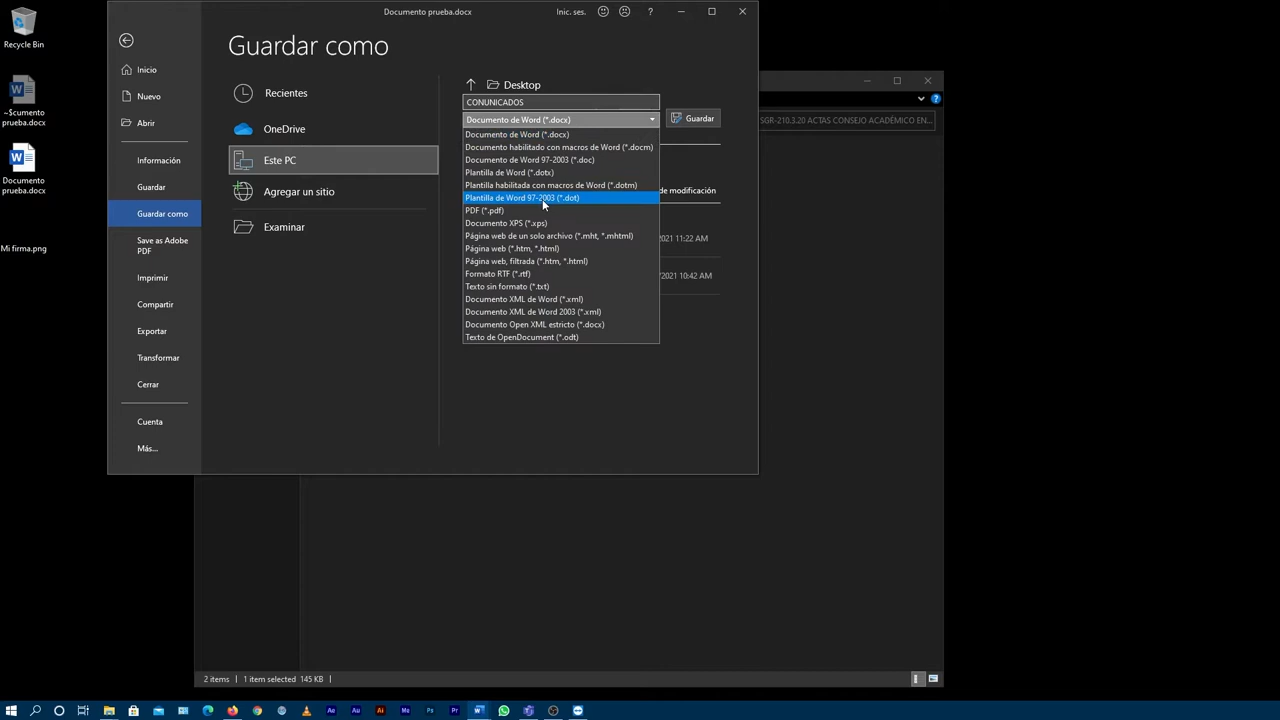 Documento prueba.docx
Inic. ses.
?
Recycle Bin
~$cumento
prueba.docx
Documento
prueba.docx
Mi firma.png
Inicio
Nuevo
Abrir
Información
Guardar
Guardar como
Save as Adobe
PDF
Imprimir
Compartir
Exportar
Transformar
Cerrar
Cuenta
Más...
Guardar como
Recientes
OneDrive
Este PC
Agregar un sitio
Examinar
Desktop
CONUNICADOS
Documento de Word (*.docx)
Guardar
Documento de Word (*.docx)
Documento habilitado con macros de Word (*.docm)
Documento de Word 97-2003 (*.doc)
Plantilla de Word (*.dotx)
Plantilla habilitada con macros de Word (*.dotm)
Plantilla de Word 97-2003 (*.dot)
PDF (*.pdf)
Documento XPS (*.xps)
Página web de un solo archivo (*.mht, *.mhtml)
Página web (*.htm, *.html)
Página web, filtrada (*.htm, *.html)
Formato RTF (*.rtf)
Texto sin formato (*.txt)
Documento XML de Word (*.xml)
Documento XML de Word 2003 (*.xml)
Documento Open XML estricto (*.docx)
Texto de OpenDocument (*.odt)
de modificación
/2021 11:22 AM
/2021 10:42 AM
SGR-210.3.20 ACTAS CONSEJO ACADÉMICO EN...
2 items
1 item selected 145 KB
Ae
Au
Ai
Me
Ps
Pr